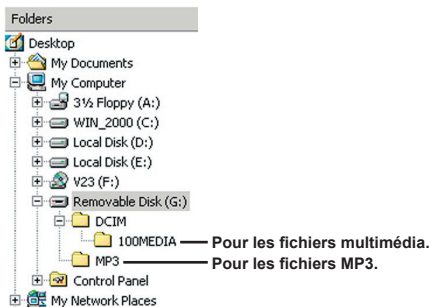 Folders
Desktop
My Documents
My Computer
3½ Floppy (A:)
WIN_2000 (C:)
Local Disk (D:)
Local Disk (E:)
V23 (F:)
Removable Disk (G:)
DCIM
100MEDIA Pour les fichiers multimédia.
MP3 Pour les fichiers MP3.
Control Panel
My Network Places